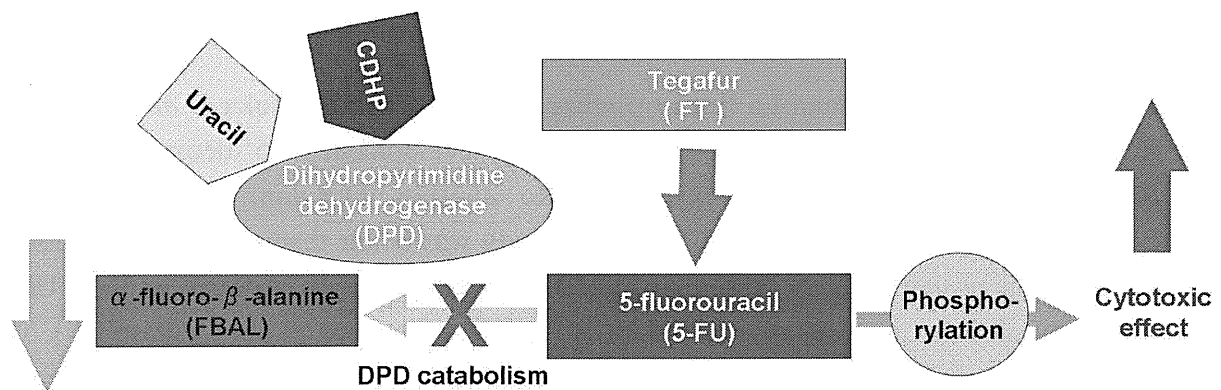 Uracil
CDHP
Tegafur
( FT )
Dihydropyrimidine
dehydrogenase
(DPD)
α-fluoro-β-alanine
(FBAL)
X
5-fluorouracil
(5-FU)
Phospho-
rylation
Cytotoxic
effect
DPD catabolism